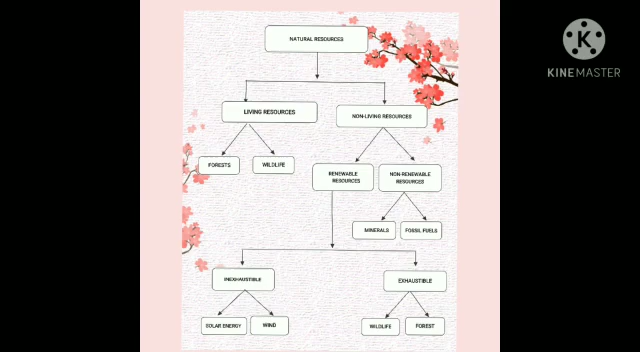 NATURAL RESOURCES
K
KINEMASTER
LIVING RESOURCES
NON-LIVING RESOURCES
FORESTS
WILDLIFE
RENEWABLE
RESOURCES
NON-RENEWABLE
RESOURCES
MINERALS
FOSSIL FUELS
INEXHAUSTIBLE
EXHAUSTIBLE
SOLAR ENERGY
WIND
WILDLIFE
FOREST